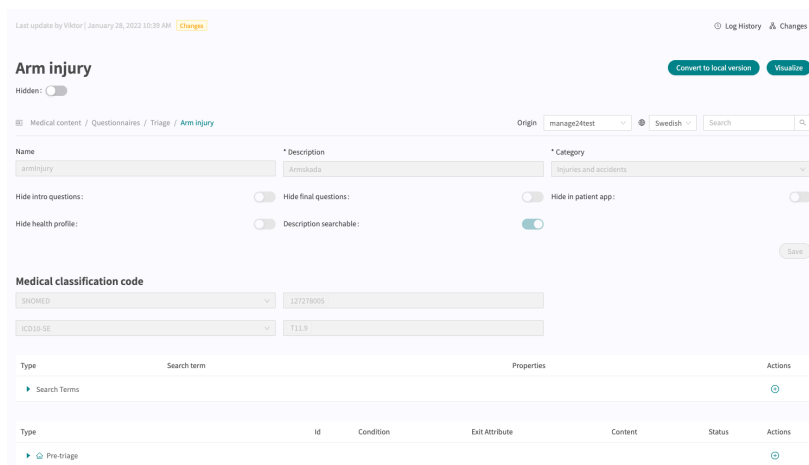 Last update by Viktor | January 28, 2022 10:39 AM Changes
Log History Changes
Arm injury
Convert to local version Visualize
Hidden:
Medical content / Questionnaires / Triage / Arm injury
Origin manage24test Swedish Search
Name * Description * Category
arminjury Armskada Injuries and accidents
Hide intro questions: Hide final questions: Hide in patient app:
Hide health profile: Description searchable:
Save
Medical classification code
SNOMED 127278005
ICD10-SE T11.9
Type Search term Properties Actions
Search Terms
Type Id Condition Exit Attribute Content Status Actions
Pre-triage